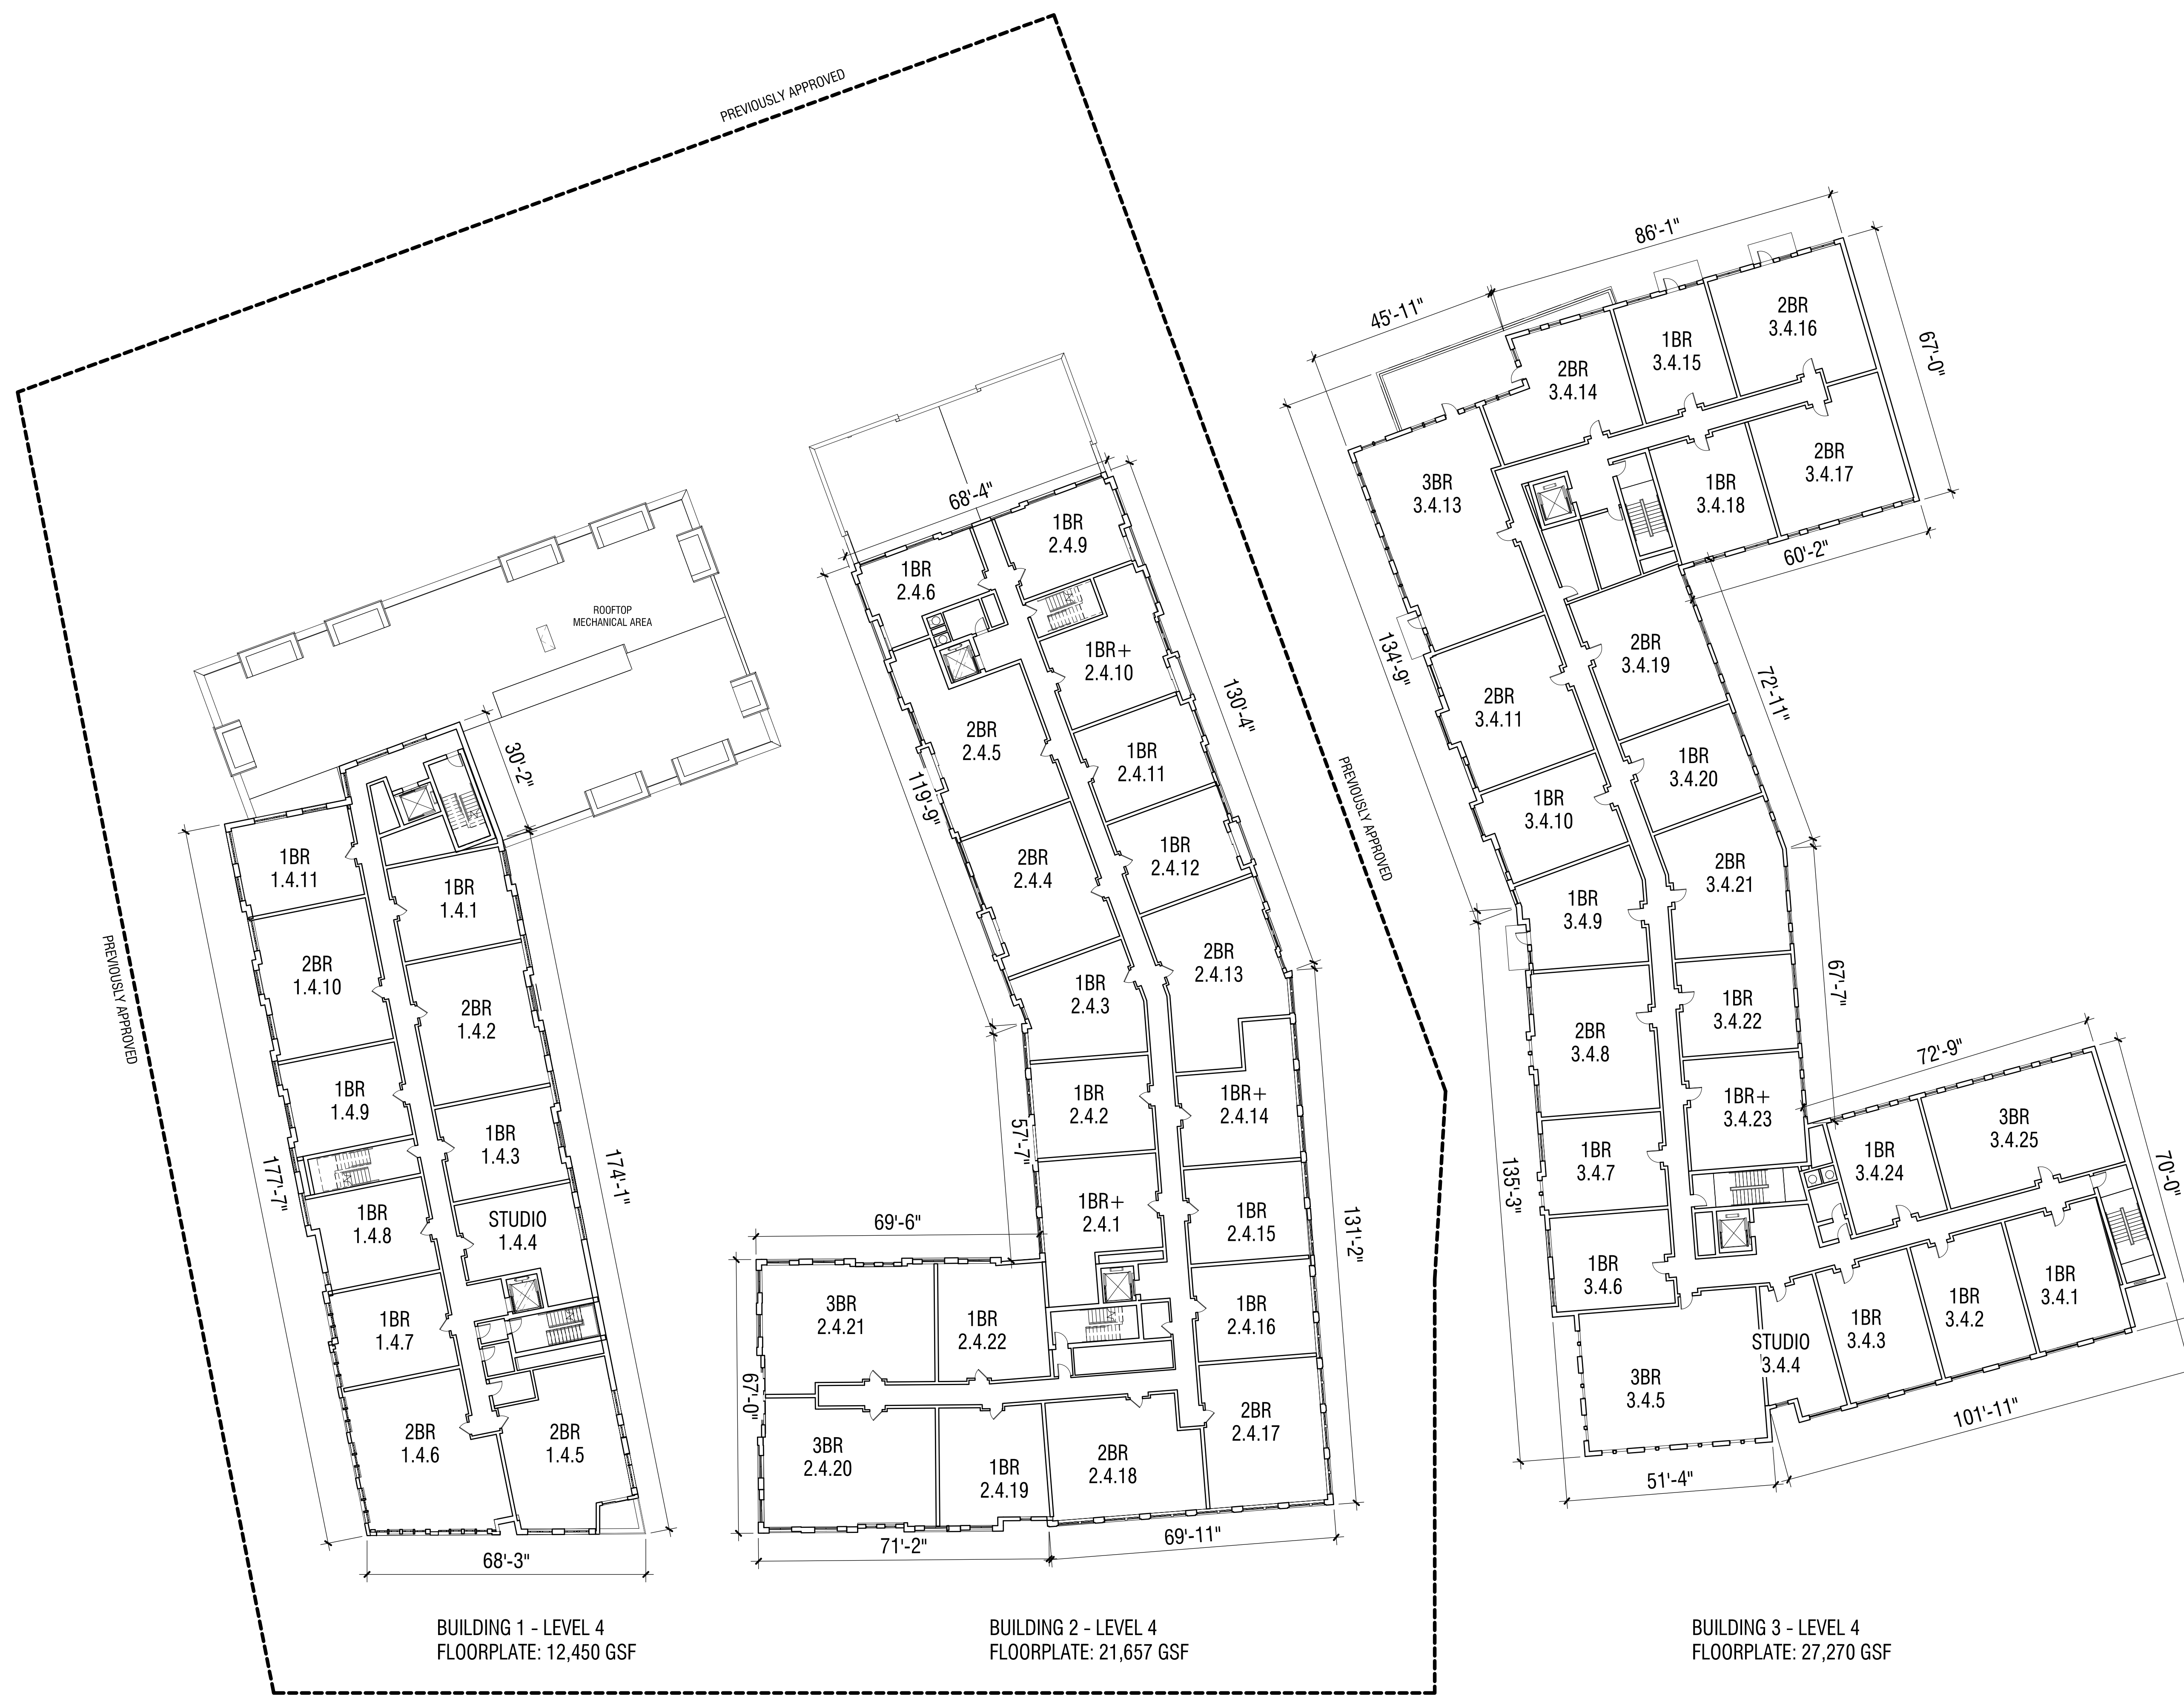 PREVIOUSLY APPROVED
PREVIOUSLY APPROVED
PREVIOUSLY APPROVED
ROOFTOP
MECHANICAL AREA
30'-2"
177'-7"
174'-1"
68'-3"
1BR
1.4.11
1BR
1.4.1
2BR
1.4.10
2BR
1.4.2
1BR
1.4.9
1BR
1.4.3
1BR
1.4.8
STUDIO
1.4.4
1BR
1.4.7
2BR
1.4.6
2BR
1.4.5
BUILDING 1 - LEVEL 4
FLOORPLATE: 12,450 GSF
68'-4"
130'-4"
119'-9"
57'-7"
69'-6"
67'-0"
131'-2"
71'-2"
69'-11"
1BR
2.4.9
1BR
2.4.6
1BR+
2.4.10
2BR
2.4.5
1BR
2.4.11
1BR
2.4.12
2BR
2.4.4
2BR
2.4.13
1BR
2.4.3
1BR
2.4.2
1BR+
2.4.14
1BR+
2.4.1
1BR
2.4.15
3BR
2.4.21
1BR
2.4.22
1BR
2.4.16
3BR
2.4.20
1BR
2.4.19
2BR
2.4.18
2BR
2.4.17
BUILDING 2 - LEVEL 4
FLOORPLATE: 21,657 GSF
86'-1"
45'-11"
67'-0"
60'-2"
134'-9"
72'-11"
67'-7"
72'-9"
70'-0"
135'-3"
51'-4"
101'-11"
2BR
3.4.16
1BR
3.4.15
2BR
3.4.14
3BR
3.4.13
2BR
3.4.17
1BR
3.4.18
2BR
3.4.19
2BR
3.4.11
1BR
3.4.20
1BR
3.4.10
2BR
3.4.21
1BR
3.4.9
1BR
3.4.22
2BR
3.4.8
1BR+
3.4.23
3BR
3.4.25
1BR
3.4.24
1BR
3.4.7
1BR
3.4.6
1BR
3.4.1
1BR
3.4.2
1BR
3.4.3
STUDIO
3.4.4
3BR
3.4.5
BUILDING 3 - LEVEL 4
FLOORPLATE: 27,270 GSF